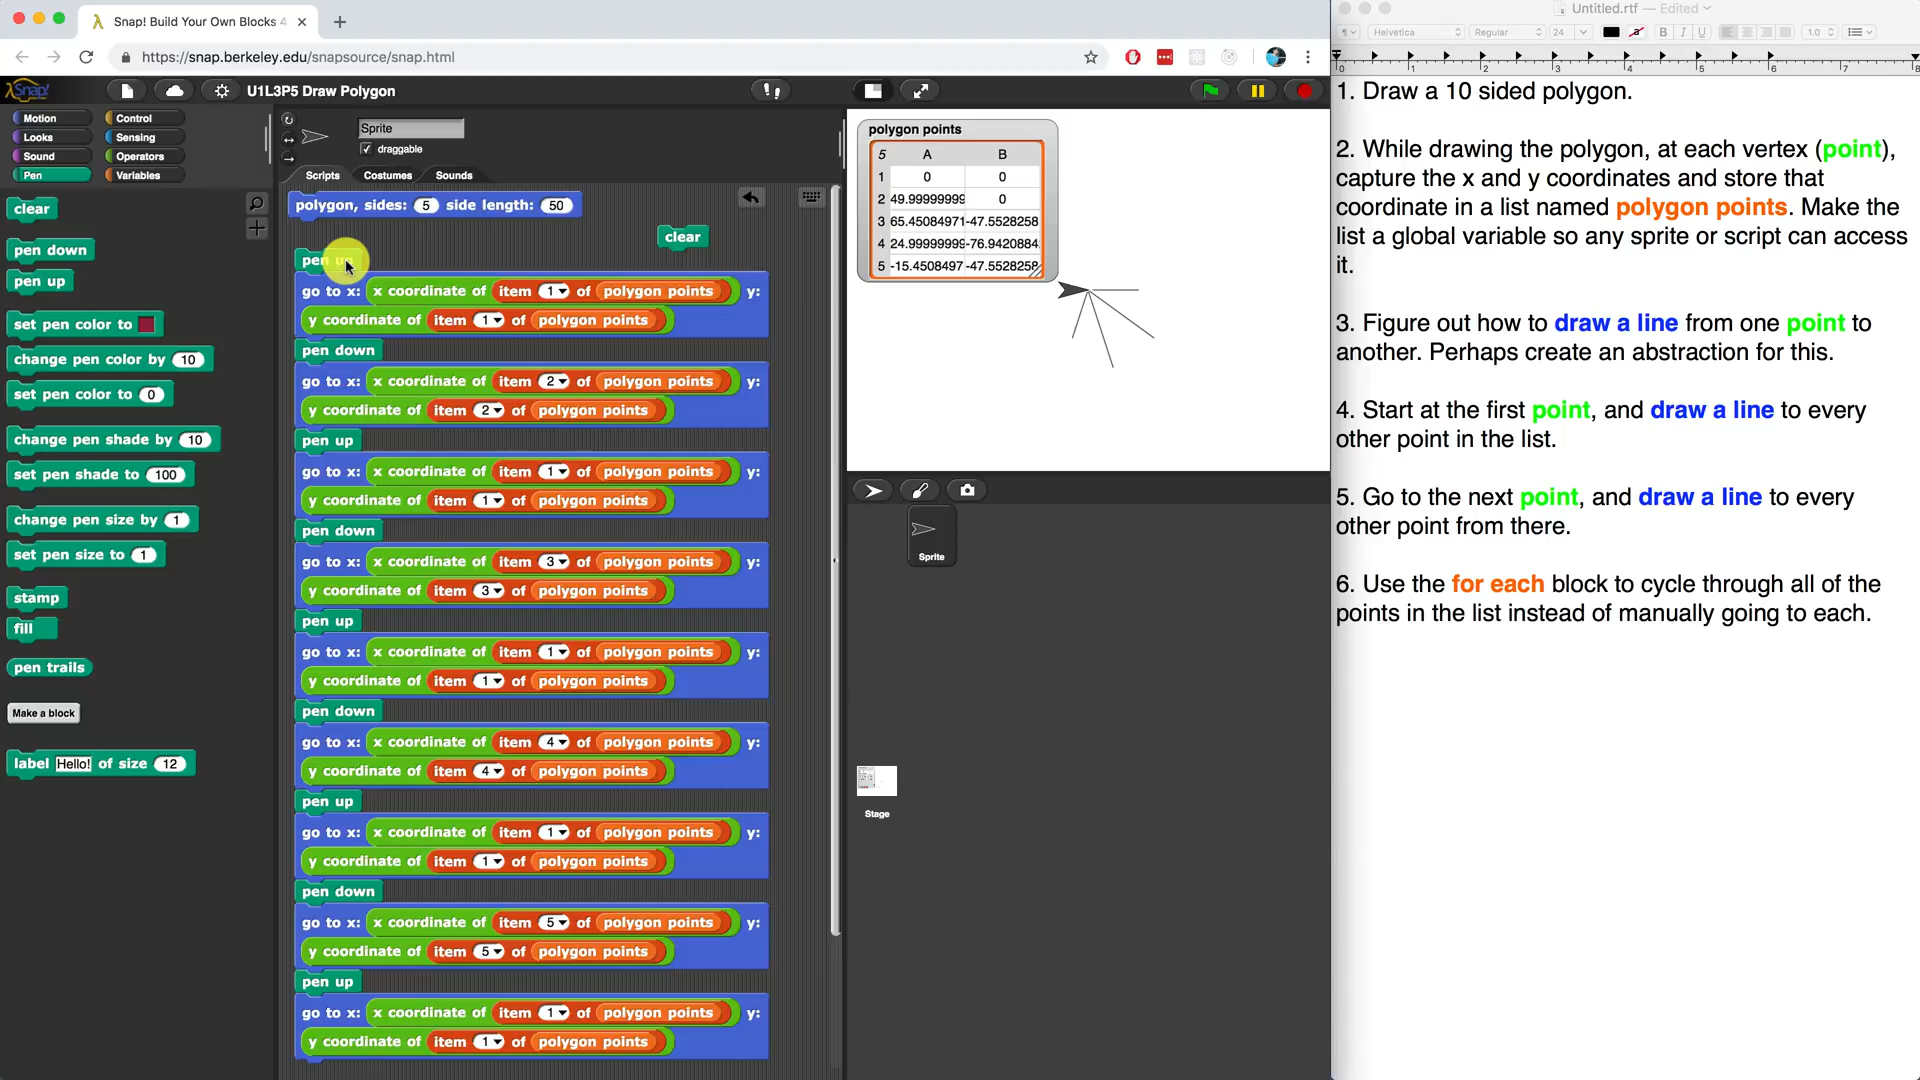 Snap! Build Your Own Blocks 4
Untitled.rtf — Edited
https://snap.berkeley.edu/snapsource/snap.html
Helvetica
Regular
24
B I U
1.0
0 1 2 3 4 5 6 7 8
Snap!
U1L3P5 Draw Polygon
Motion
Control
Looks
Sensing
Sound
Operators
Pen
Variables
clear
pen down
pen up
set pen color to
change pen color by 10
set pen color to 0
change pen shade by 10
set pen shade to 100
change pen size by 1
set pen size to 1
stamp
fill
pen trails
Make a block
label Hello! of size 12
Sprite
draggable
Scripts Costumes Sounds
polygon, sides: 5 side length: 50
clear
pen up
go to x: x coordinate of item 1 of polygon points y:
y coordinate of item 1 of polygon points
pen down
go to x: x coordinate of item 2 of polygon points y:
y coordinate of item 2 of polygon points
pen up
go to x: x coordinate of item 1 of polygon points y:
y coordinate of item 1 of polygon points
pen down
go to x: x coordinate of item 3 of polygon points y:
y coordinate of item 3 of polygon points
pen up
go to x: x coordinate of item 1 of polygon points y:
y coordinate of item 1 of polygon points
pen down
go to x: x coordinate of item 4 of polygon points y:
y coordinate of item 4 of polygon points
pen up
go to x: x coordinate of item 1 of polygon points y:
y coordinate of item 1 of polygon points
pen down
go to x: x coordinate of item 5 of polygon points y:
y coordinate of item 5 of polygon points
pen up
go to x: x coordinate of item 1 of polygon points y:
y coordinate of item 1 of polygon points
polygon points
5 A B
1 0 0
2 49.99999999 0
3 65.45084971 -47.5528258
4 24.99999999 -76.9420884
5 -15.4508497 -47.5528258
Sprite
Stage
1. Draw a 10 sided polygon.
2. While drawing the polygon, at each vertex (point),
capture the x and y coordinates and store that
coordinate in a list named polygon points. Make the
list a global variable so any sprite or script can access
it.
3. Figure out how to draw a line from one point to
another. Perhaps create an abstraction for this.
4. Start at the first point, and draw a line to every
other point in the list.
5. Go to the next point, and draw a line to every
other point from there.
6. Use the for each block to cycle through all of the
points in the list instead of manually going to each.